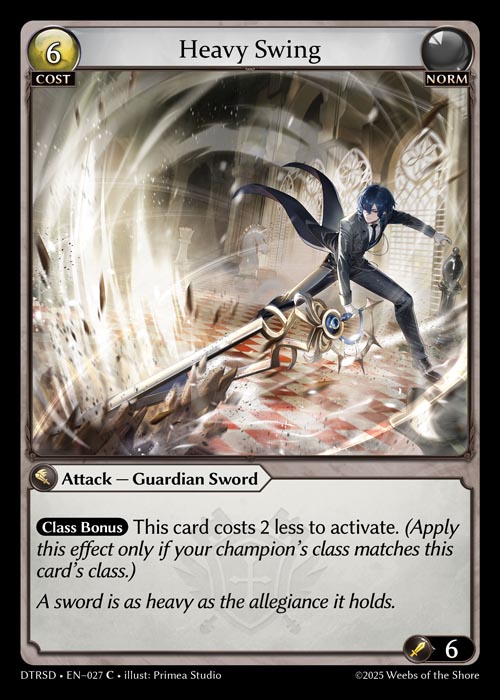 6
Heavy Swing
COST
NORM
Attack — Guardian Sword
Class Bonus This card costs 2 less to activate. (Apply
this effect only if your champion's class matches this
card's class.)
A sword is as heavy as the allegiance it holds.
6
DTRSD • EN–027 C • illust: Primea Studio
©2025 Weebs of the Shore